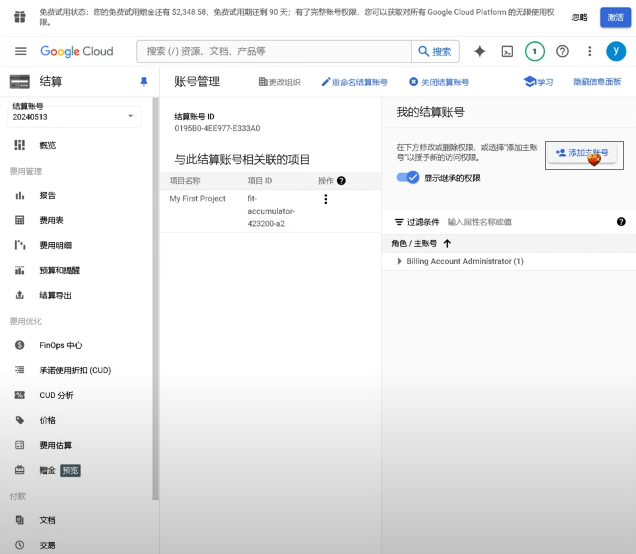 免费试用状态：您的免费试用赠金还有 $2,348.58，免费试用期还剩 90 天；有了完整账号权限，您可以获取对所有 Google Cloud Platform 的无限使用权
限。
忽略
激活
Google Cloud
搜索 (/) 资源、文档、产品等
搜索
1
y
结算
账号管理
更改组织
重命名结算账号
关闭结算账号
学习
隐藏信息面板
结算账号
20240513
结算账号 ID
0195B0-4EE977-E333A0
我的结算账号
在下方修改或删除权限，或选择“添加主账
号”以授予新的访问权限。
添加主账号
显示继承的权限
概览
与此结算账号相关联的项目
费用管理
项目名称
项目 ID
操作
报告
My First Project
fit-
accumulator-
423200-a2
费用表
过滤条件
输入属性名称或值
费用明细
角色 / 主账号
Billing Account Administrator (1)
预算和提醒
结算导出
费用优化
FinOps 中心
承诺使用折扣 (CUD)
CUD 分析
价格
费用估算
赠金
预览
付款
文档
交易